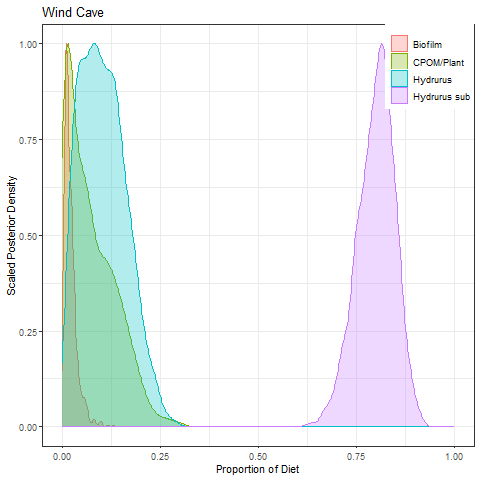 Wind Cave
Biofilm
CPOM/Plant
Hydrurus
Hydrurus sub
1.00
0.75
0.50
0.25
0.00
Scaled Posterior Density
0.00 0.25 0.50 0.75 1.00
Proportion of Diet